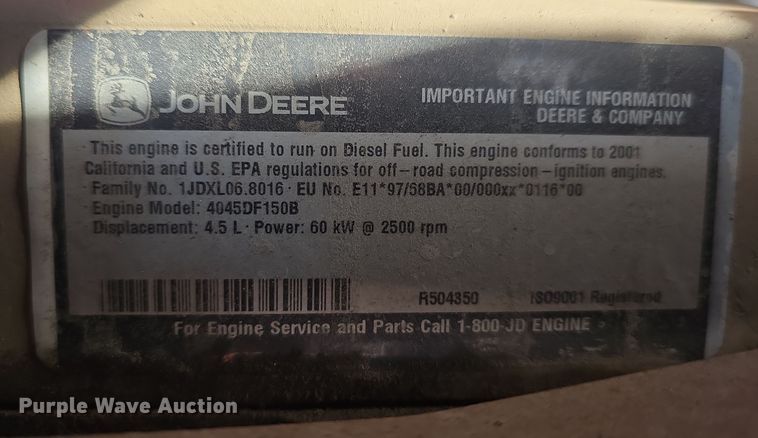 JOHN DEERE
IMPORTANT ENGINE INFORMATION
DEERE & COMPANY
· This engine is certified to run on Diesel Fuel. This engine conforms to 2001
California and U.S. EPA regulations for off-road compression-ignition engines.
· Family No. 1JDXL06.8016 · EU No. E11*97/68BA*00/000xx*0116*00
· Engine Model: 4045DF150B
· Displacement: 4.5 L · Power: 60 kW @ 2500 rpm
R504350 ISO9001 Registered
For Engine Service and Parts Call 1-800-JD ENGINE
Purple Wave Auction